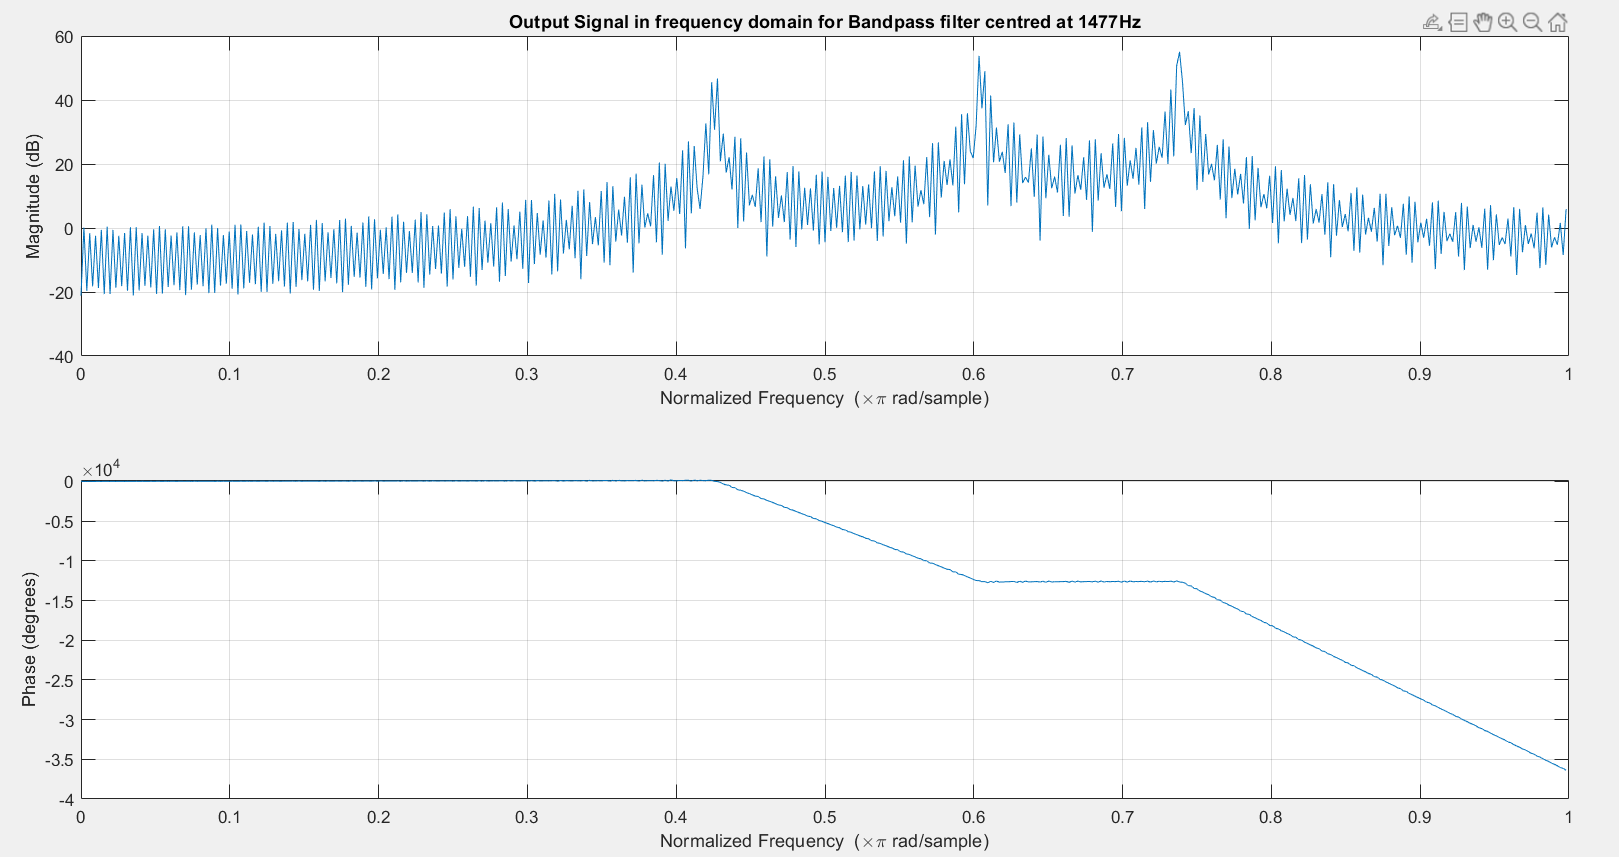 Output Signal in frequency domain for Bandpass filter centred at 1477Hz
60
40
20
0
-20
-40
Magnitude (dB)
0 0.1 0.2 0.3 0.4 0.5 0.6 0.7 0.8 0.9 1
Normalized Frequency (×π rad/sample)
×10^4
0
-0.5
-1
-1.5
-2
-2.5
-3
-3.5
-4
Phase (degrees)
0 0.1 0.2 0.3 0.4 0.5 0.6 0.7 0.8 0.9 1
Normalized Frequency (×π rad/sample)